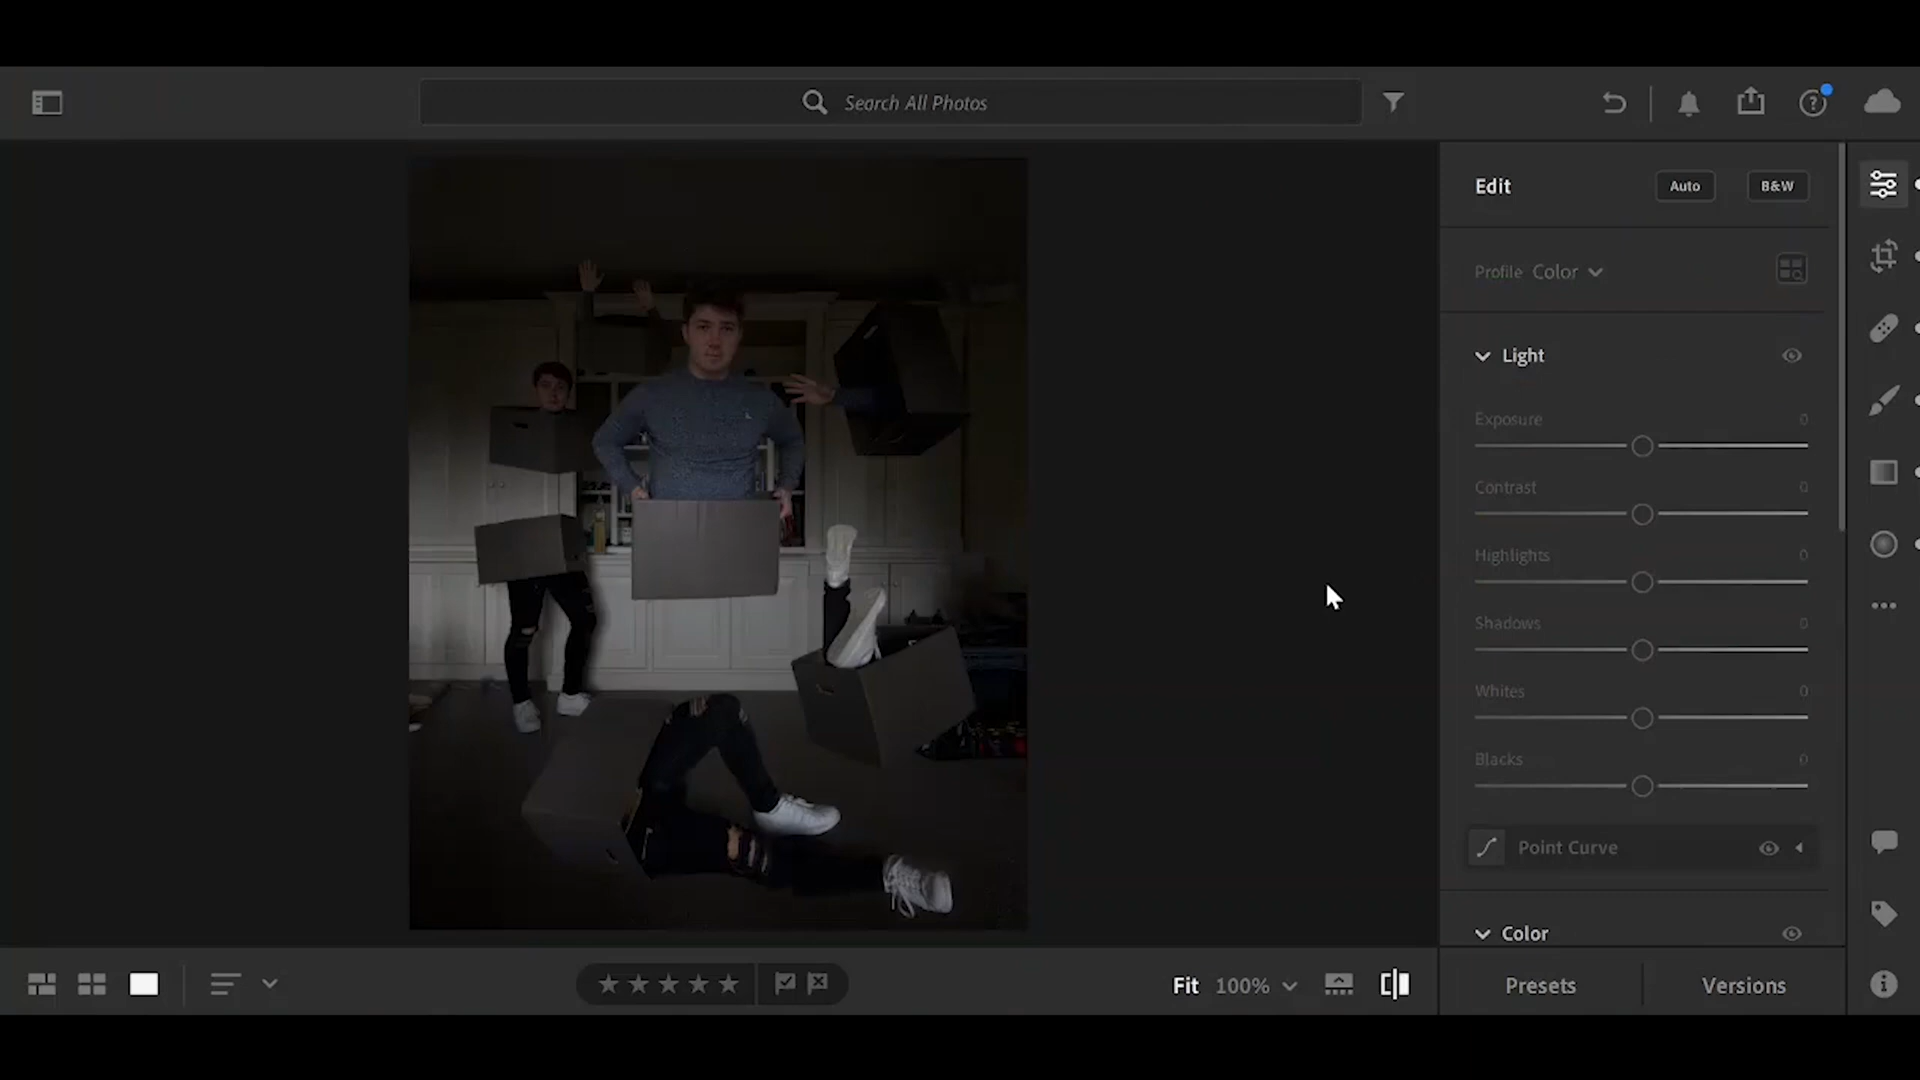 Search All Photos
Edit
Auto
B&W
Profile Color
Light
Exposure 0
Contrast 0
Highlights 0
Shadows 0
Whites 0
Blacks 0
Point Curve
Color
Fit 100%
Presets
Versions